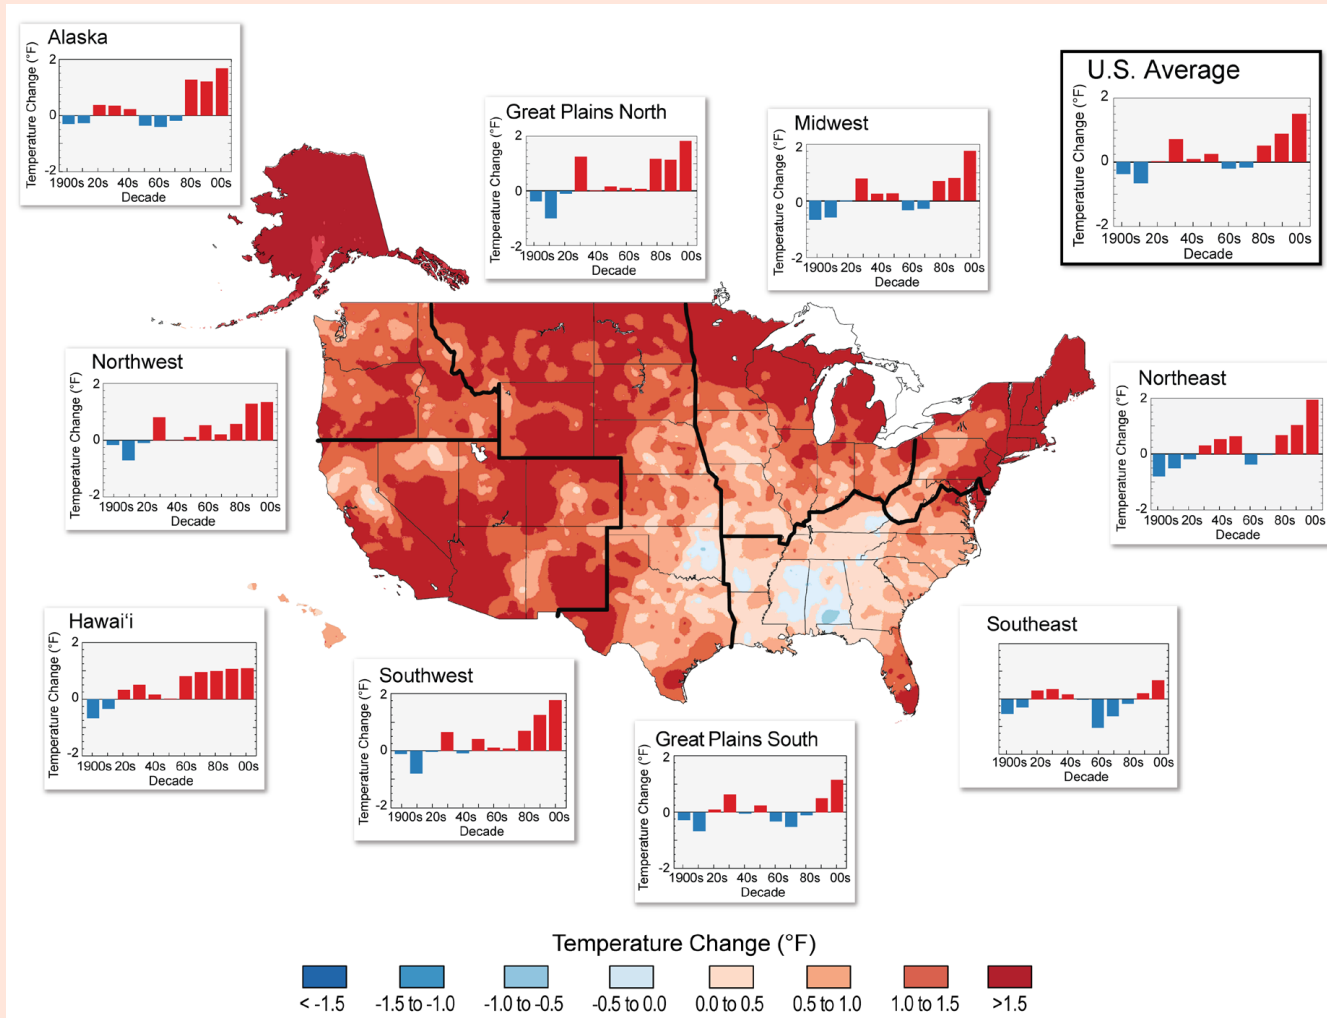 Alaska
Temperature Change (°F)
2
0
-2
1900s 20s 40s 60s 80s 00s
Decade
Great Plains North
Temperature Change (°F)
2
0
-2
1900s 20s 40s 60s 80s 00s
Decade
Midwest
Temperature Change (°F)
2
0
-2
1900s 20s 40s 60s 80s 00s
Decade
U.S. Average
Temperature Change (°F)
2
0
-2
1900s 20s 40s 60s 80s 00s
Decade
Northwest
Temperature Change (°F)
2
0
-2
1900s 20s 40s 60s 80s 00s
Decade
Northeast
Temperature Change (°F)
2
0
-2
1900s 20s 40s 60s 80s 00s
Decade
Hawai'i
Temperature Change (°F)
2
0
-2
1900s 20s 40s 60s 80s 00s
Decade
Southwest
Temperature Change (°F)
2
0
-2
1900s 20s 40s 60s 80s 00s
Decade
Southeast
1900s 20s 40s 60s 80s 00s
Decade
Great Plains South
Temperature Change (°F)
2
0
-2
1900s 20s 40s 60s 80s 00s
Decade
Temperature Change (°F)
< -1.5 -1.5 to -1.0 -1.0 to -0.5 -0.5 to 0.0 0.0 to 0.5 0.5 to 1.0 1.0 to 1.5 >1.5